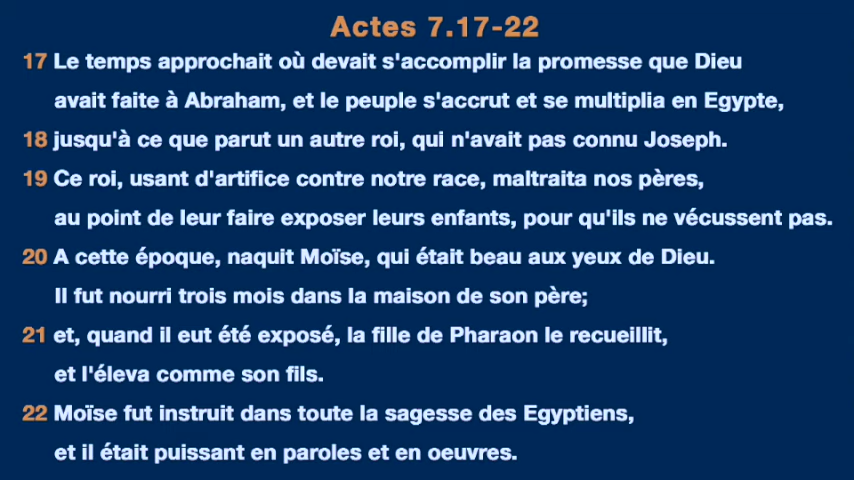 Actes 7.17-22
17 Le temps approchait où devait s'accomplir la promesse que Dieu
avait faite à Abraham, et le peuple s'accrut et se multiplia en Egypte,
18 jusqu'à ce que parut un autre roi, qui n'avait pas connu Joseph.
19 Ce roi, usant d'artifice contre notre race, maltraita nos pères,
au point de leur faire exposer leurs enfants, pour qu'ils ne vécussent pas.
20 A cette époque, naquit Moïse, qui était beau aux yeux de Dieu.
Il fut nourri trois mois dans la maison de son père;
21 et, quand il eut été exposé, la fille de Pharaon le recueillit,
et l'éleva comme son fils.
22 Moïse fut instruit dans toute la sagesse des Egyptiens,
et il était puissant en paroles et en oeuvres.